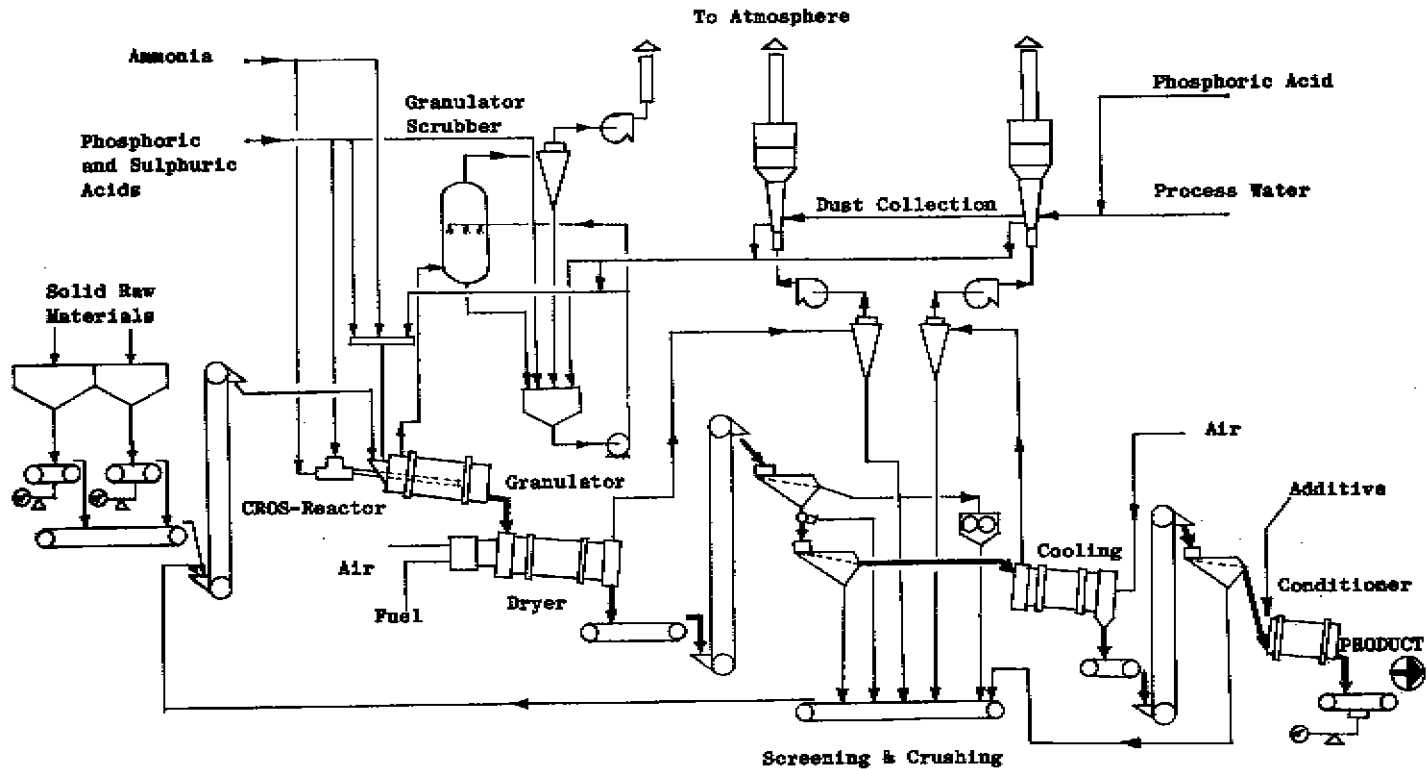 To Atmosphere
Ammonia
Phosphoric Acid
Granulator
Scrubber
Phosphoric
and Sulphuric
Acids
Process Water
Dust Collection
Solid Raw
Materials
Air
Granulator
CROS-Reactor
Additive
Cooling
Air
Conditioner
Dryer
Fuel
PRODUCT
Screening & Crushing